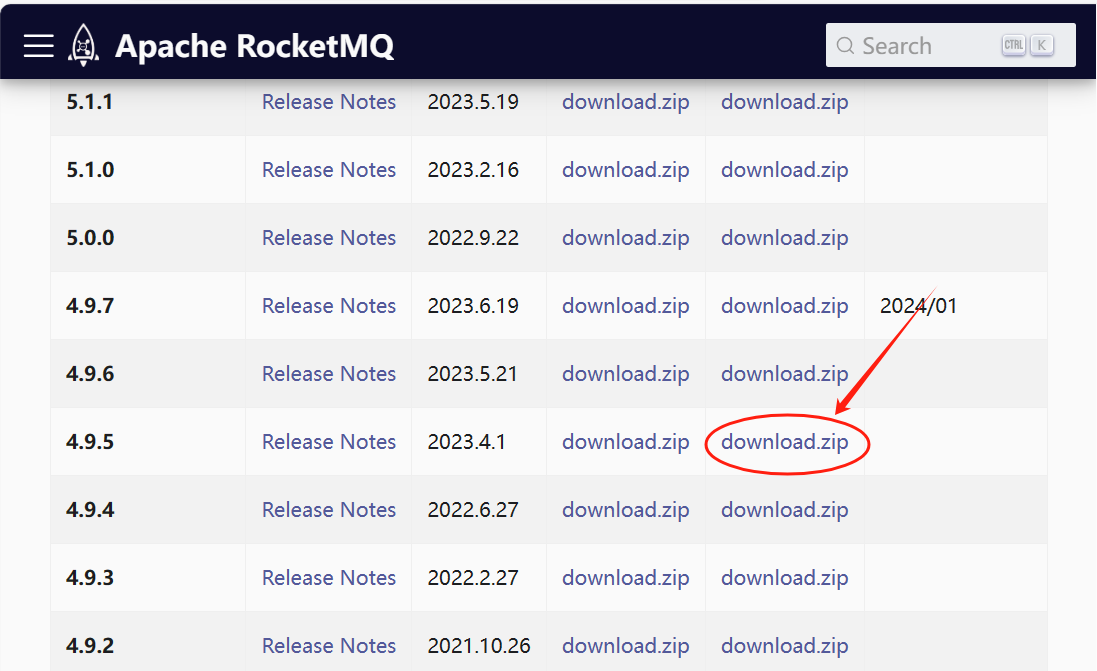 Apache RocketMQ Search CTRL K
5.1.1 Release Notes 2023.5.19 download.zip download.zip
5.1.0 Release Notes 2023.2.16 download.zip download.zip
5.0.0 Release Notes 2022.9.22 download.zip download.zip
4.9.7 Release Notes 2023.6.19 download.zip download.zip 2024/01
4.9.6 Release Notes 2023.5.21 download.zip download.zip
4.9.5 Release Notes 2023.4.1 download.zip download.zip
4.9.4 Release Notes 2022.6.27 download.zip download.zip
4.9.3 Release Notes 2022.2.27 download.zip download.zip
4.9.2 Release Notes 2021.10.26 download.zip download.zip